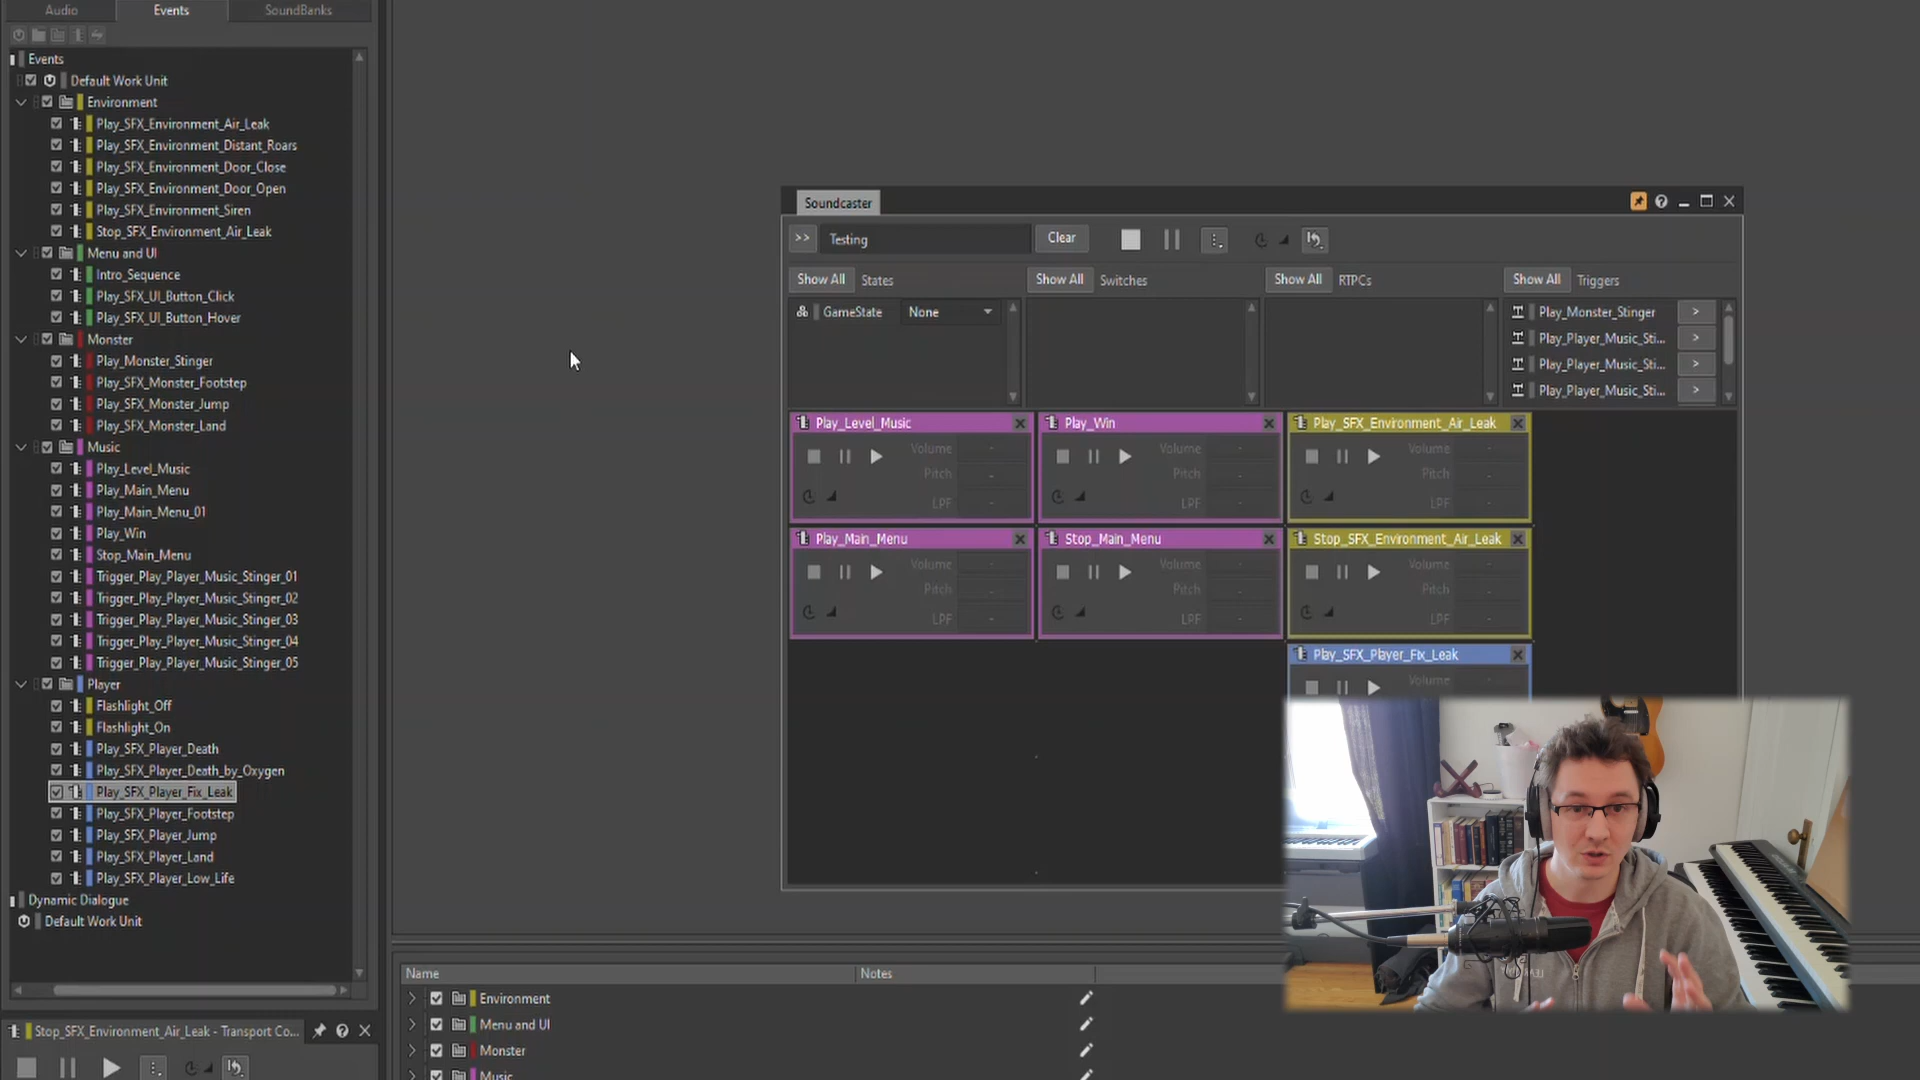 Audio
Events
SoundBanks
Events
Default Work Unit
Environment
Play_SFX_Environment_Air_Leak
Play_SFX_Environment_Distant_Roars
Play_SFX_Environment_Door_Close
Play_SFX_Environment_Door_Open
Play_SFX_Environment_Siren
Stop_SFX_Environment_Air_Leak
Menu and UI
Intro_Sequence
Play_SFX_UI_Button_Click
Play_SFX_UI_Button_Hover
Monster
Play_Monster_Stinger
Play_SFX_Monster_Footstep
Play_SFX_Monster_Jump
Play_SFX_Monster_Land
Music
Play_Level_Music
Play_Main_Menu
Play_Main_Menu_01
Play_Win
Stop_Main_Menu
Trigger_Play_Player_Music_Stinger_01
Trigger_Play_Player_Music_Stinger_02
Trigger_Play_Player_Music_Stinger_03
Trigger_Play_Player_Music_Stinger_04
Trigger_Play_Player_Music_Stinger_05
Player
Flashlight_Off
Flashlight_On
Play_SFX_Player_Death
Play_SFX_Player_Death_by_Oxygen
Play_SFX_Player_Fix_Leak
Play_SFX_Player_Footstep
Play_SFX_Player_Jump
Play_SFX_Player_Land
Play_SFX_Player_Low_Life
Dynamic Dialogue
Default Work Unit
Stop_SFX_Environment_Air_Leak - Transport Co...
Soundcaster
>> Testing Clear
Show All States Show All Switches Show All RTPCs Show All Triggers
GameState None
Play_Monster_Stinger >
Play_Player_Music_Sti... >
Play_Player_Music_Sti... >
Play_Player_Music_Sti... >
Play_Level_Music
Volume
Pitch
LPF
Play_Win
Volume
Pitch
LPF
Play_SFX_Environment_Air_Leak
Volume
Pitch
LPF
Play_Main_Menu
Volume
Pitch
LPF
Stop_Main_Menu
Volume
Pitch
LPF
Stop_SFX_Environment_Air_Leak
Volume
Pitch
LPF
Play_SFX_Player_Fix_Leak
Volume
Name Notes
Environment
Menu and UI
Monster
Music